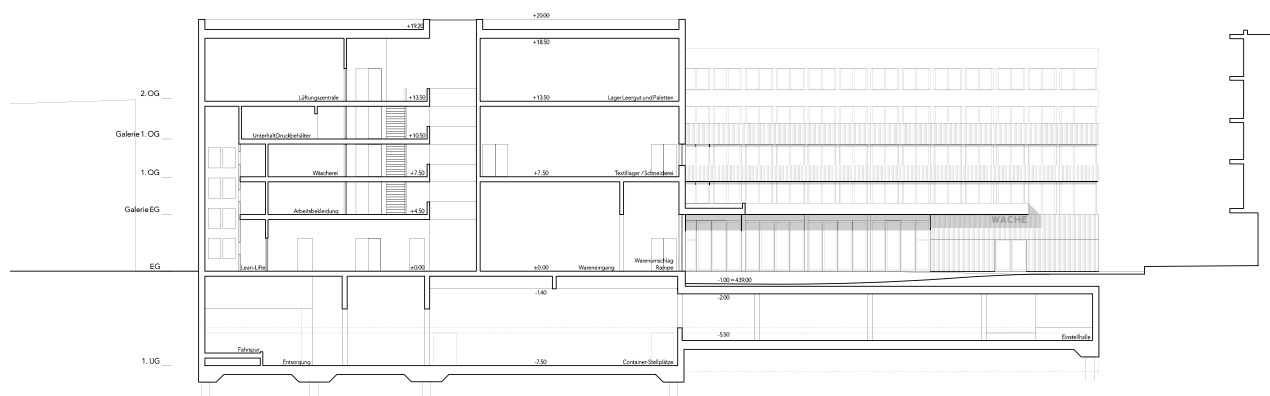 +20.00
+19.20
+18.50
2. OG
Lüftungszentrale
+13.50
+13.50
Lager Leergut und Paletten
Galerie 1. OG
Unterhalt Druckbehälter
+10.50
1. OG
Wäscherei
+7.50
+7.50
Textillager / Schneiderei
Galerie EG
Arbeitsbekleidung
+4.50
WACHE
EG
Lean-Lifte
±0.00
±0.00
Wareneingang
Warenumschlag
Rampe
-1.00 = 439.00
-1.40
-2.00
-5.50
Einstellhalle
Fahrspur
1. UG
Entsorgung
-7.50
Container-Stellplätze